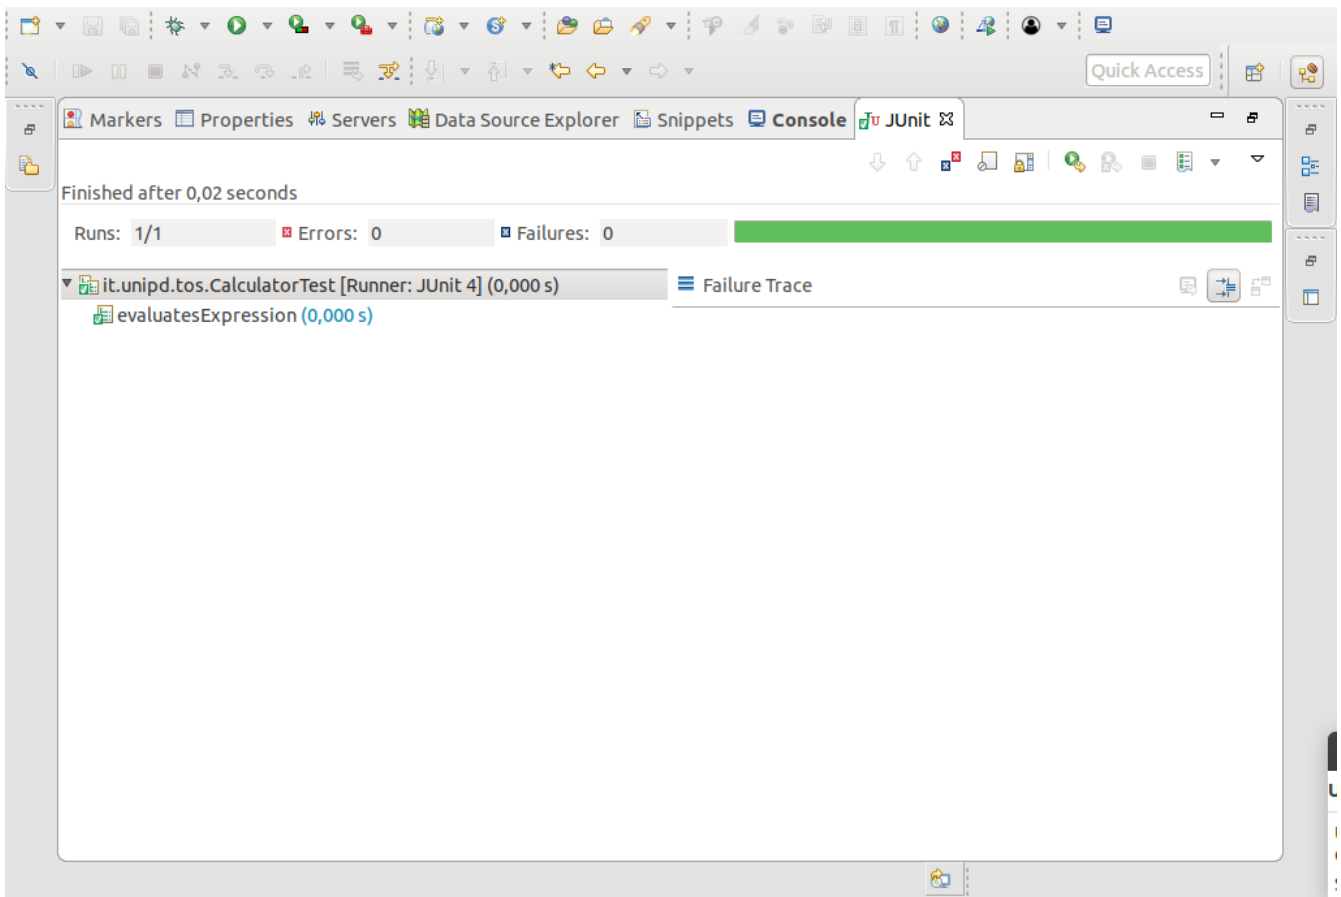 Quick Access
Markers Properties Servers Data Source Explorer Snippets Console JUnit
Finished after 0,02 seconds
Runs: 1/1 Errors: 0 Failures: 0
it.unipd.tos.CalculatorTest [Runner: JUnit 4] (0,000 s) Failure Trace
evaluatesExpression (0,000 s)